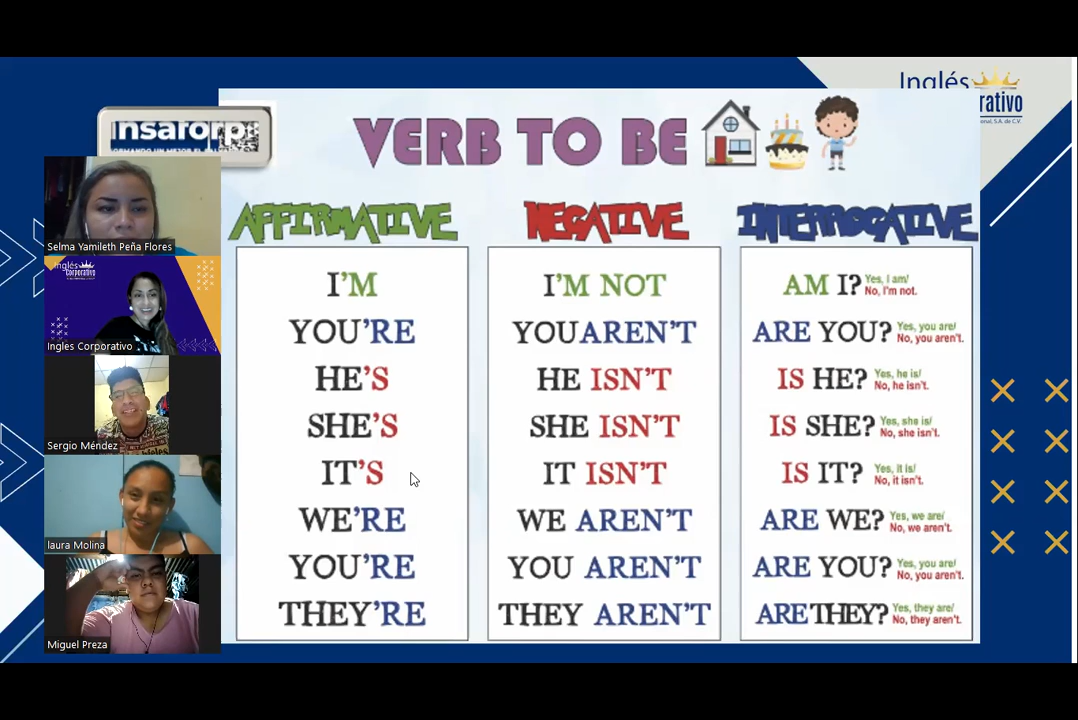 Inglés
rativo
nal, S.A. de C.V.
nsaforp
VERB TO BE
AFFIRMATIVE
NEGATIVE
INTERROGATIVE
I'M
YOU'RE
HE'S
SHE'S
IT'S
WE'RE
YOU'RE
THEY'RE
I'M NOT
YOU AREN'T
HE ISN'T
SHE ISN'T
IT ISN'T
WE AREN'T
YOU AREN'T
THEY AREN'T
AM I? Yes, I am/
No, I'm not.
ARE YOU? Yes, you are/
No, you aren't.
IS HE? Yes, he is/
No, he isn't.
IS SHE? Yes, she is/
No, she isn't.
IS IT? Yes, it is/
No, it isn't.
ARE WE? Yes, we are/
No, we aren't.
ARE YOU? Yes, you are/
No, you aren't.
ARE THEY? Yes, they are/
No, they aren't.
Selma Yamileth Peña Flores
Inglés
Corporativo
Ingles Corporativo
Sergio Méndez
laura Molina
Miguel Preza